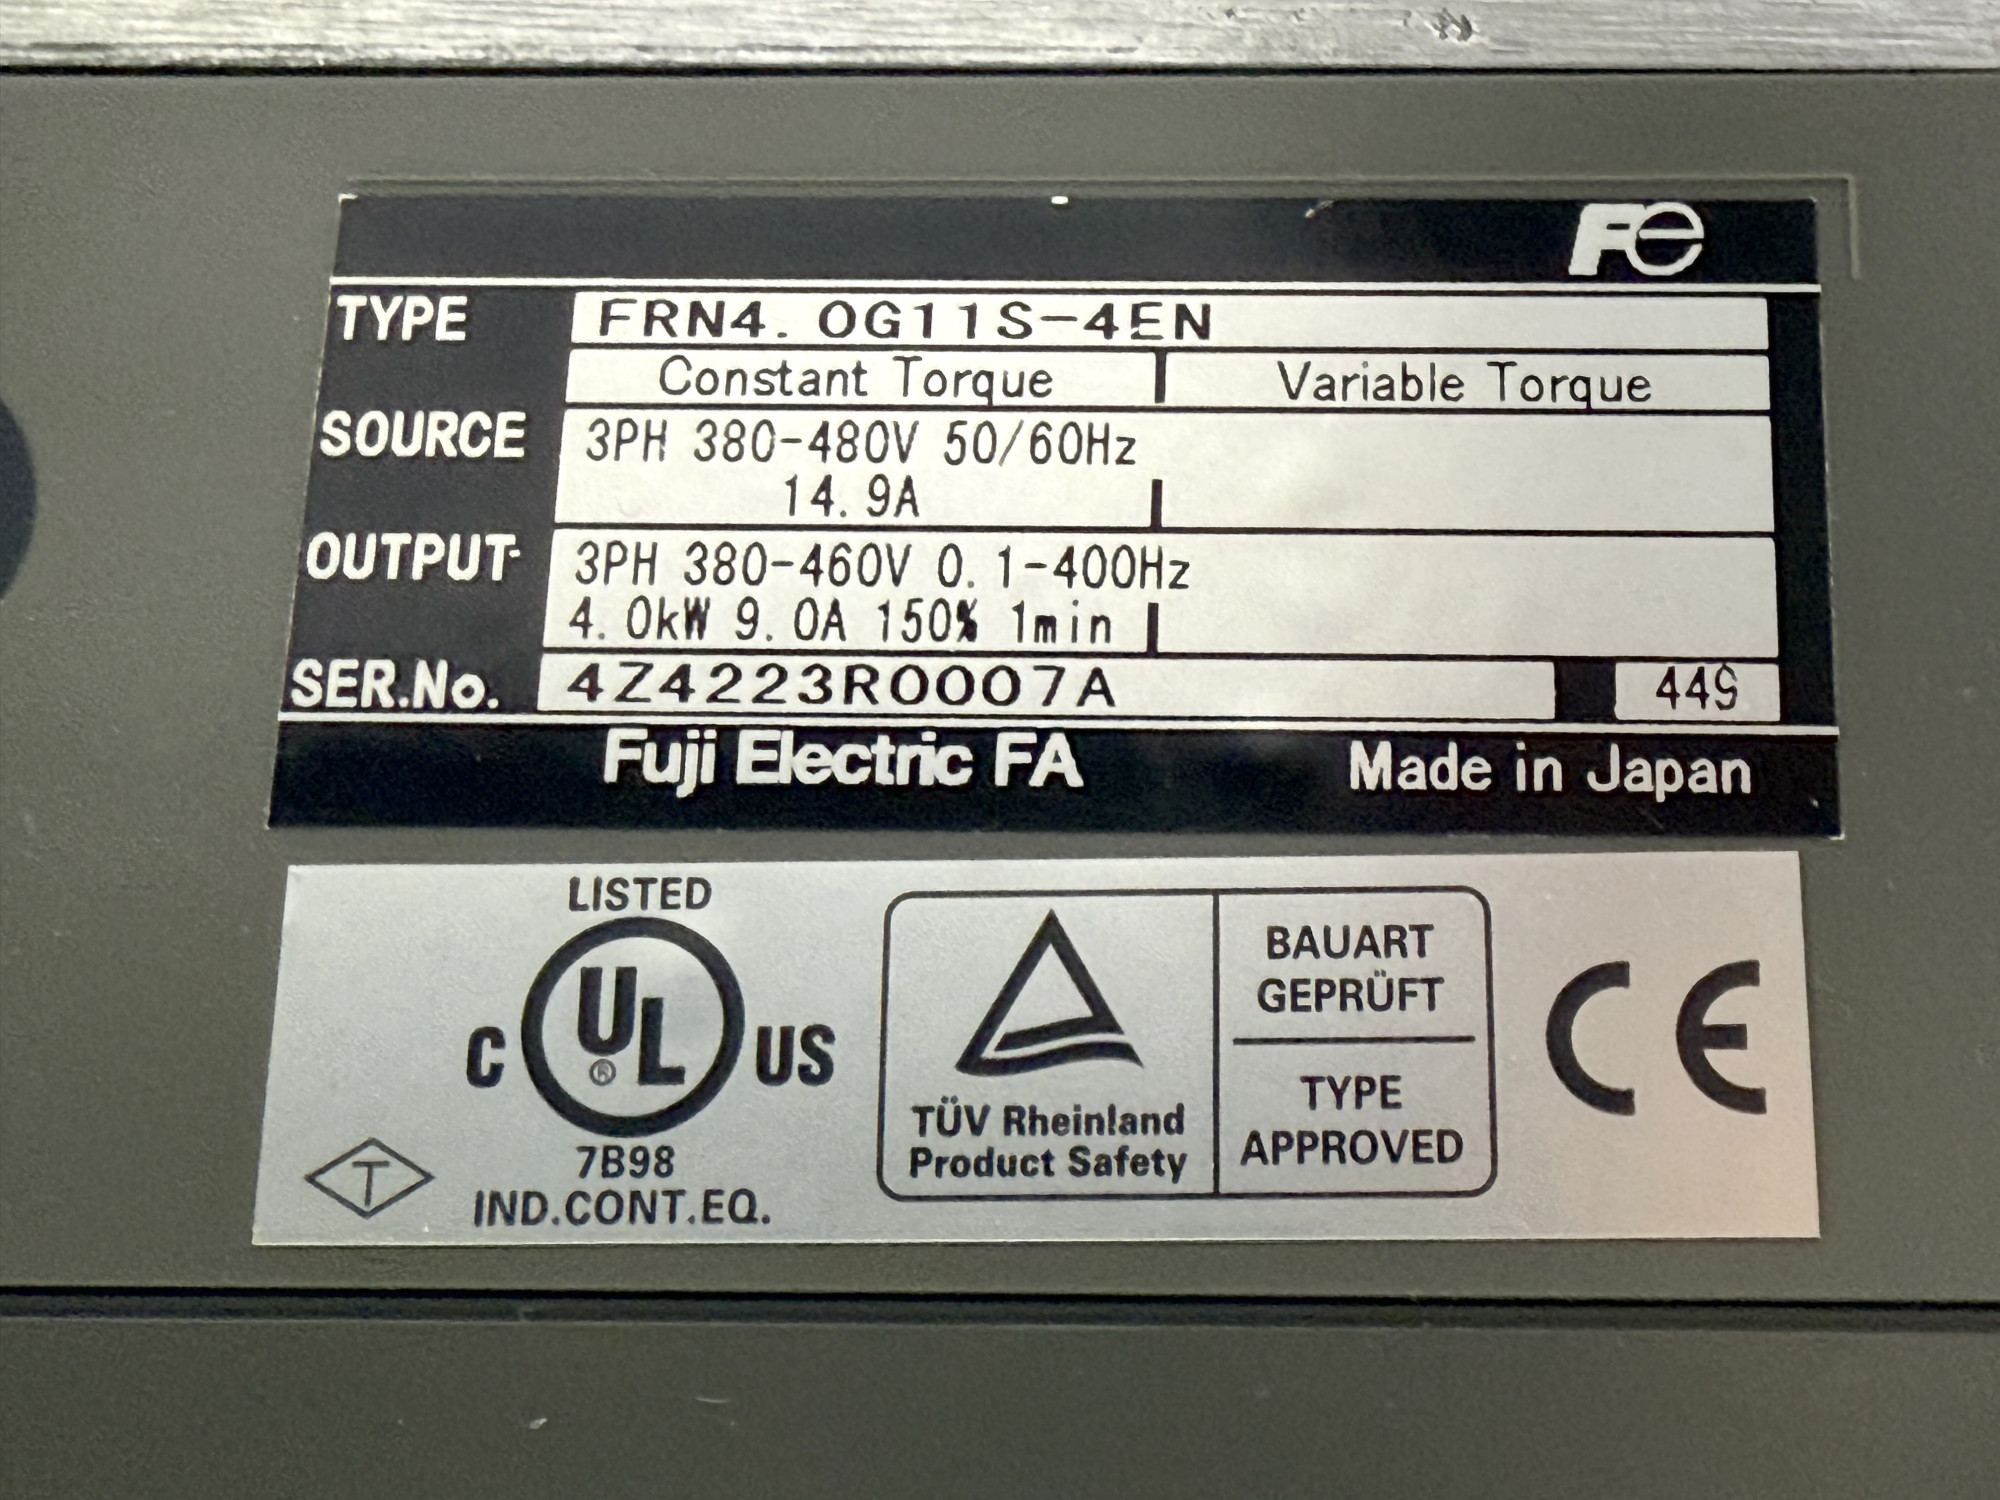 Fe
TYPE FRN4.0G11S-4EN
Constant Torque Variable Torque
SOURCE 3PH 380-480V 50/60Hz
14.9A
OUTPUT 3PH 380-460V 0.1-400Hz
4.0kW 9.0A 150% 1min
SER.No. 4Z4223R0007A 449
Fuji Electric FA Made in Japan
LISTED
C UL® US
7B98
IND.CONT.EQ.
T
TÜV Rheinland
Product Safety
BAUART
GEPRÜFT
TYPE
APPROVED
CE